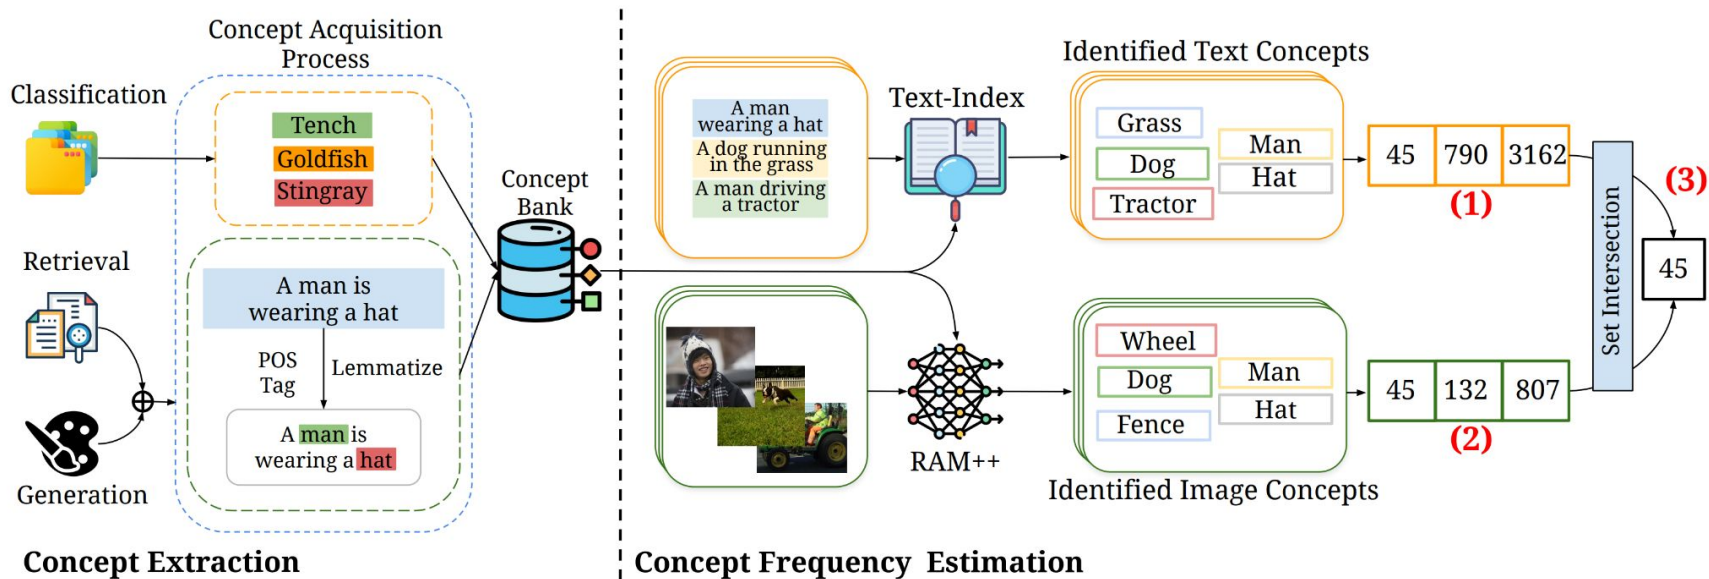 Concept Acquisition
Process
Classification
Tench
Goldfish
Stingray
Concept
Bank
Retrieval
A man is
wearing a hat
POS
Tag
Lemmatize
A man is
wearing a hat
Generation
Concept Extraction
A man
wearing a hat
A dog running
in the grass
A man driving
a tractor
Text-Index
Identified Text Concepts
Grass
Dog
Tractor
Man
Hat
45 790 3162
(1)
RAM++
Wheel
Dog
Fence
Man
Hat
Identified Image Concepts
45 132 807
(2)
Set Intersection
(3)
45
Concept Frequency Estimation